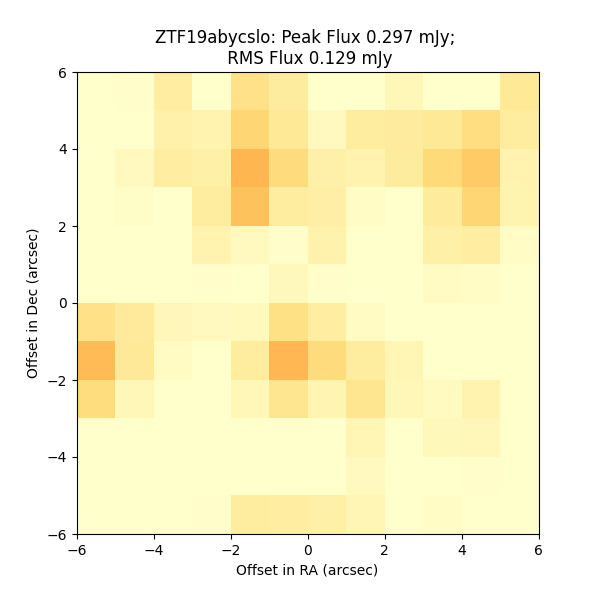 ZTF19abycslo: Peak Flux 0.297 mJy;
RMS Flux 0.129 mJy
6
4
2
0
−2
−4
−6
Offset in Dec (arcsec)
−6 −4 −2 0 2 4 6
Offset in RA (arcsec)